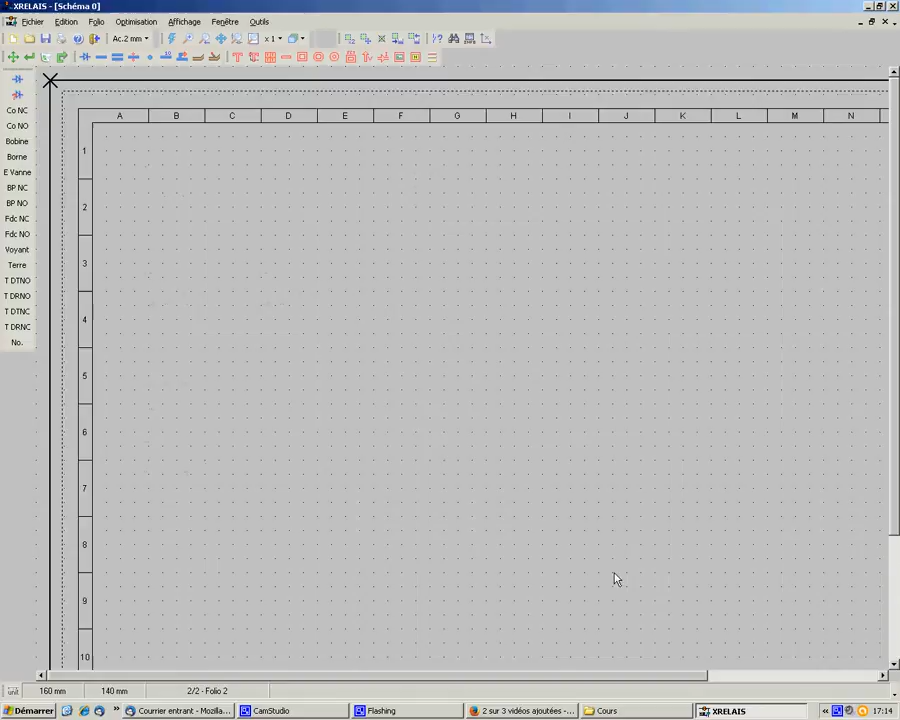 XRELAIS - [Schéma 0]
Fichier Edition Folio Optimisation Affichage Fenêtre Outils
Ac.2 mm x 1
A B C D E F G H I J K L M N
Co NC
Co NO
Bobine
Borne
E Vanne
BP NC
BP NO
Fdc NC
Fdc NO
Voyant
Terre
T DTNO
T DRNO
T DTNC
T DRNC
No.
1
2
3
4
5
6
7
8
9
10
unit. 160 mm 140 mm 2/2 - Folio 2
Démarrer Courrier entrant - Mozilla... CamStudio Flashing 2 sur 3 vidéos ajoutées -... Cours XRELAIS 17:14